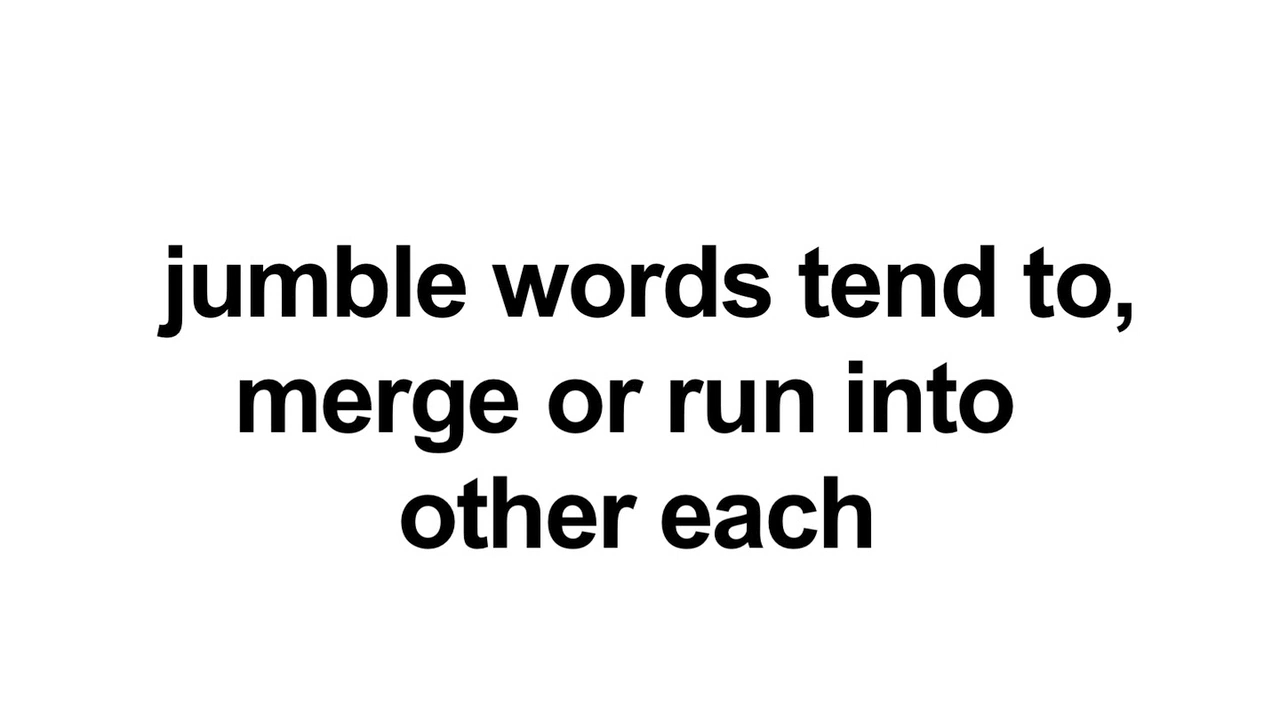 jumble words tend to,
merge or run into
other each